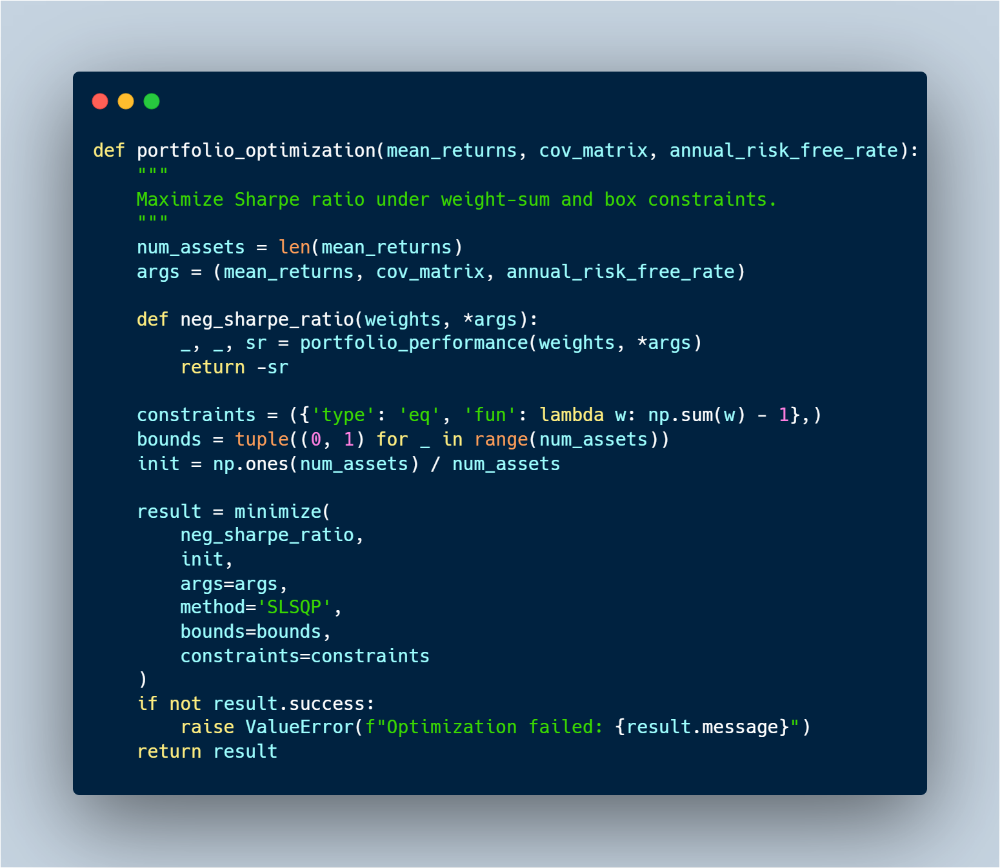 def portfolio_optimization(mean_returns, cov_matrix, annual_risk_free_rate):
    """
    Maximize Sharpe ratio under weight-sum and box constraints.
    """
    num_assets = len(mean_returns)
    args = (mean_returns, cov_matrix, annual_risk_free_rate)

    def neg_sharpe_ratio(weights, *args):
        _, _, sr = portfolio_performance(weights, *args)
        return -sr

    constraints = ({'type': 'eq', 'fun': lambda w: np.sum(w) - 1},)
    bounds = tuple((0, 1) for _ in range(num_assets))
    init = np.ones(num_assets) / num_assets

    result = minimize(
        neg_sharpe_ratio,
        init,
        args=args,
        method='SLSQP',
        bounds=bounds,
        constraints=constraints
    )
    if not result.success:
        raise ValueError(f"Optimization failed: {result.message}")
    return result